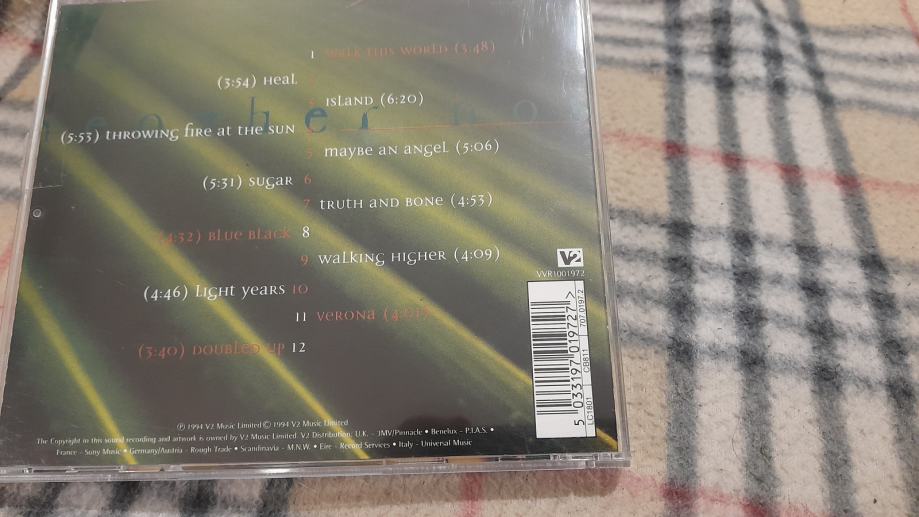 1 WALK THIS WORLD (3:48)
(3:54) HEAL
ISLAND (6:20)
(5:53) THROWING FIRE AT THE SUN
5 MAYBE AN ANGEL (5:06)
(5:31) SUGAR 6
7 TRUTH AND BONE (4:53)
(4:32) BLUE BLACK 8
9 WALKING HIGHER (4:09)
(4:46) LIGHT YEARS 10
11 VERONA (4:01)
(3:40) DOUBLED UP 12
V2
VVR1001972
5 033197 019727 >
LC1801 CB811 707.0197.2
℗ 1994 V2 Music Limited © 1994 V2 Music Limited
The Copyright in this sound recording and artwork is owned by V2 Music Limited. V2 Distribution: U.K. - 3MV/Pinnacle • Benelux - P.I.A.S. •
France - Sony Music • Germany/Austria - Rough Trade • Scandinavia - M.N.W. • Eire - Record Services • Italy - Universal Music